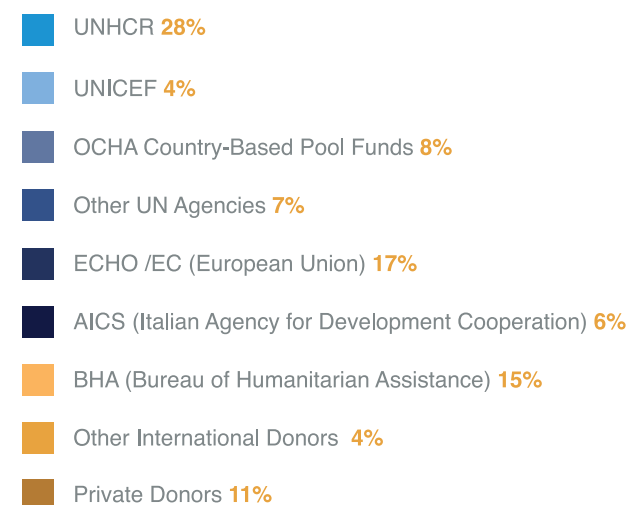 UNHCR 28%
UNICEF 4%
OCHA Country-Based Pool Funds 8%
Other UN Agencies 7%
ECHO /EC (European Union) 17%
AICS (Italian Agency for Development Cooperation) 6%
BHA (Bureau of Humanitarian Assistance) 15%
Other International Donors 4%
Private Donors 11%